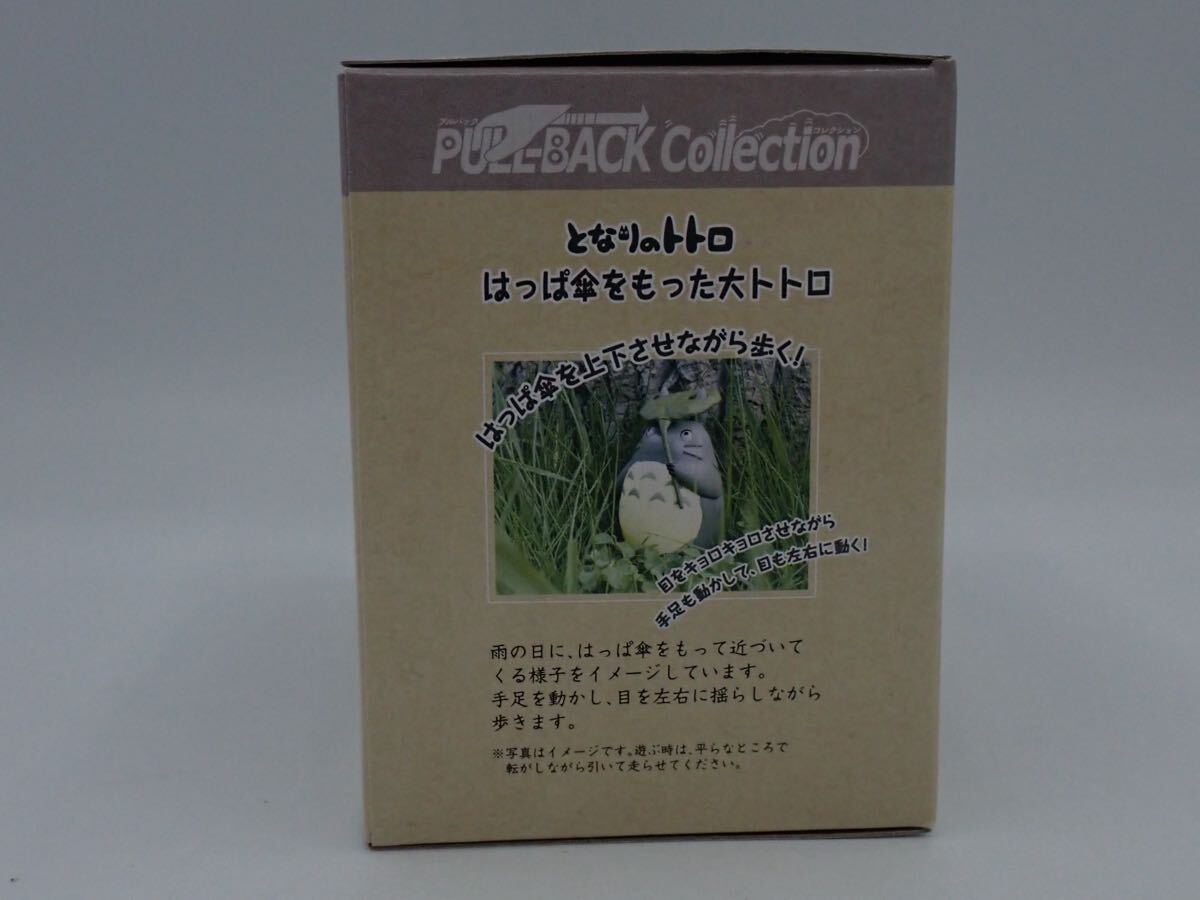 プルバック コレクション
PULL-BACK Collection
となりのトトロ
はっぱ傘をもった大トトロ
はっぱ傘を上下させながら歩く!
目をキョロキョロさせながら
手足も動かして、目も左右に動く!
雨の日に、はっぱ傘をもって近づいて
くる様子をイメージしています。
手足を動かし、目を左右に揺らしながら
歩きます。
※写真はイメージです。遊ぶ時は、平らなところで
転がしながら引いて走らせてください。